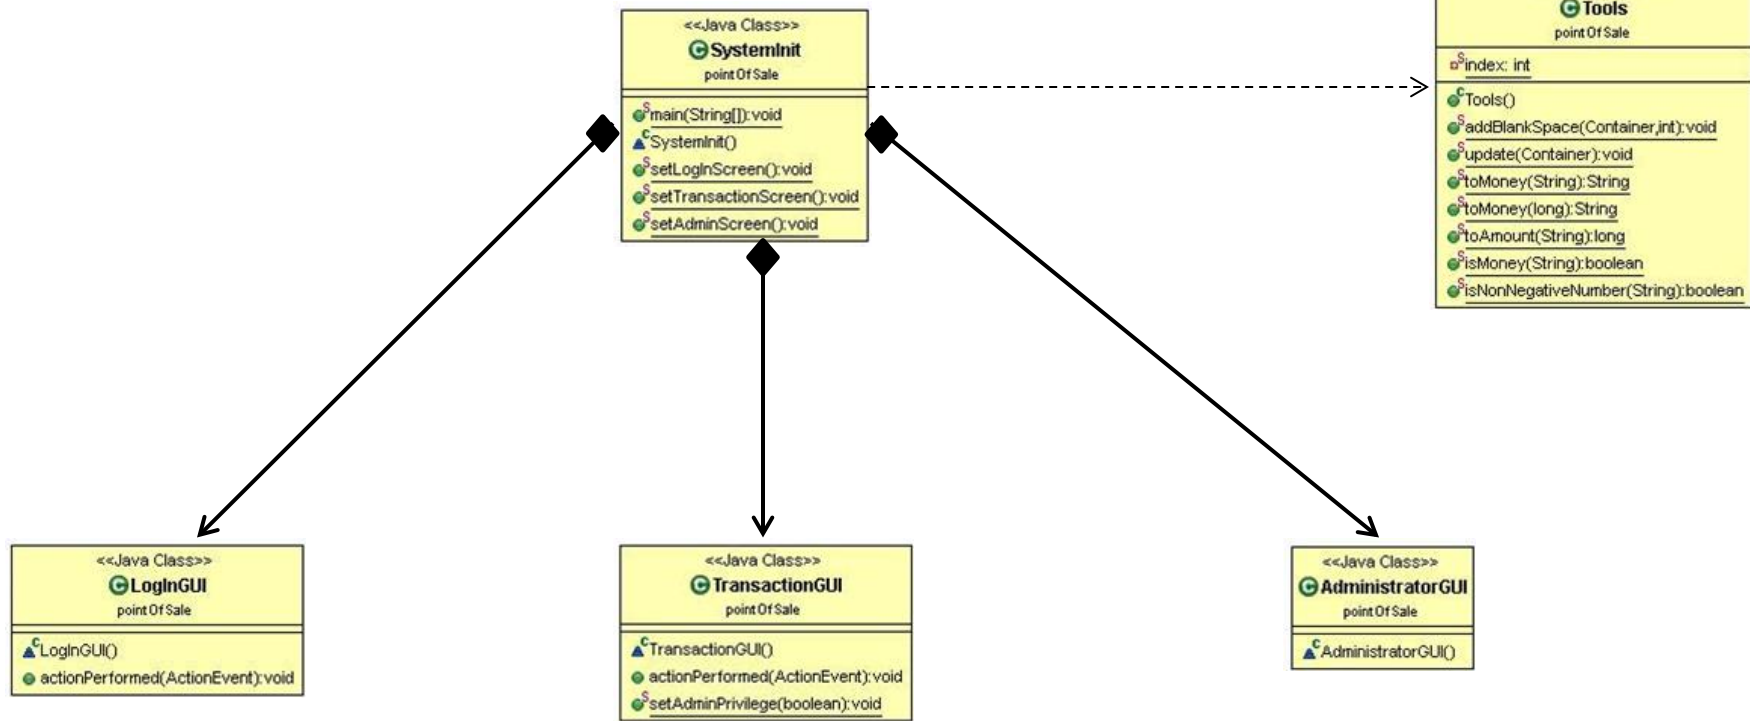 <<Java Class>>
SystemInit
point Of Sale
main(String[]):void
SystemInit()
setLogInScreen():void
setTransactionScreen():void
setAdminScreen():void
Tools
point Of Sale
index: int
Tools()
addBlankSpace(Container,int):void
update(Container):void
toMoney(String):String
toMoney(long):String
toAmount(String):long
isMoney(String):boolean
isNonNegativeNumber(String):boolean
<<Java Class>>
LogInGUI
point Of Sale
LogInGUI()
actionPerformed(ActionEvent):void
<<Java Class>>
TransactionGUI
point Of Sale
TransactionGUI()
actionPerformed(ActionEvent):void
setAdminPrivilege(boolean):void
<<Java Class>>
AdministratorGUI
point Of Sale
AdministratorGUI()